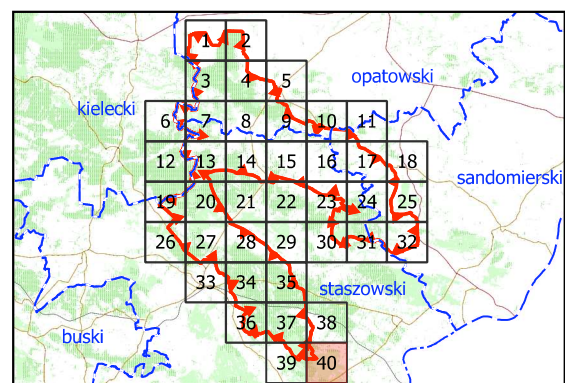 1 2
3 4 5
opatowski
kielecki
6 7 8 9 10 11
12 13 14 15 16 17 18
sandomierski
19 20 21 22 23 24 25
26 27 28 29 30 31 32
33 34 35
staszowski
buski
36 37 38
39 40